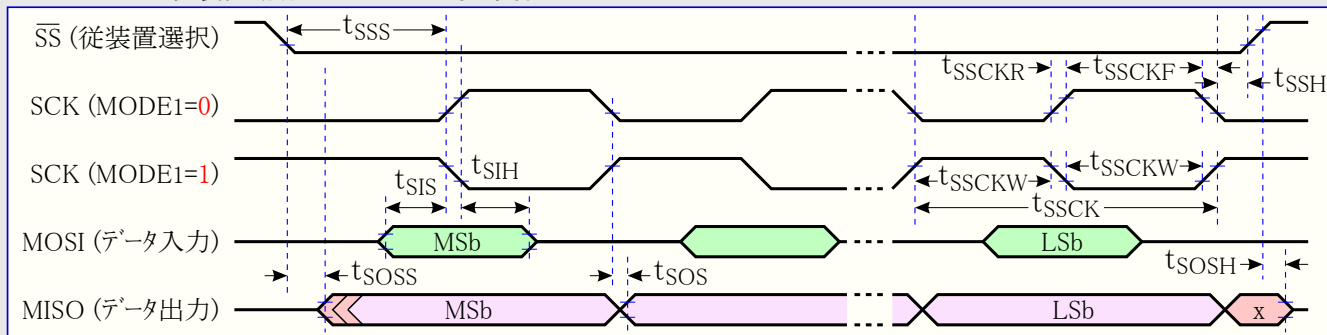 SS (従装置選択)
tSSS
tSSCKR
tSSCKF
tSSH
SCK (MODE1=0)
SCK (MODE1=1)
tSIS
tSIH
tSSCKW
tSSCKW
tSSCK
MOSI (データ入力)
MSb
LSb
tSOSS
tSOS
tSOSH
MISO (データ出力)
MSb
LSb
x